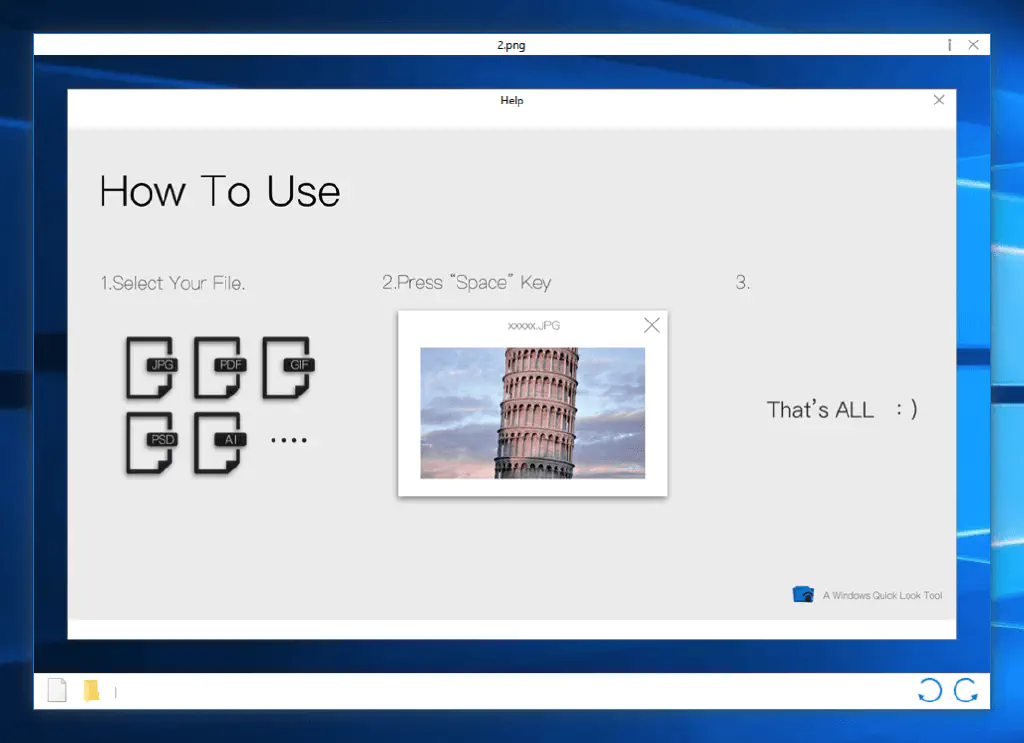 2.png
Help
How To Use
1.Select Your File.
2.Press “Space” Key
3.
xxxxx.JPG
JPG PDF GIF
PSD AI ....
That's ALL : )
A Windows Quick Look Tool